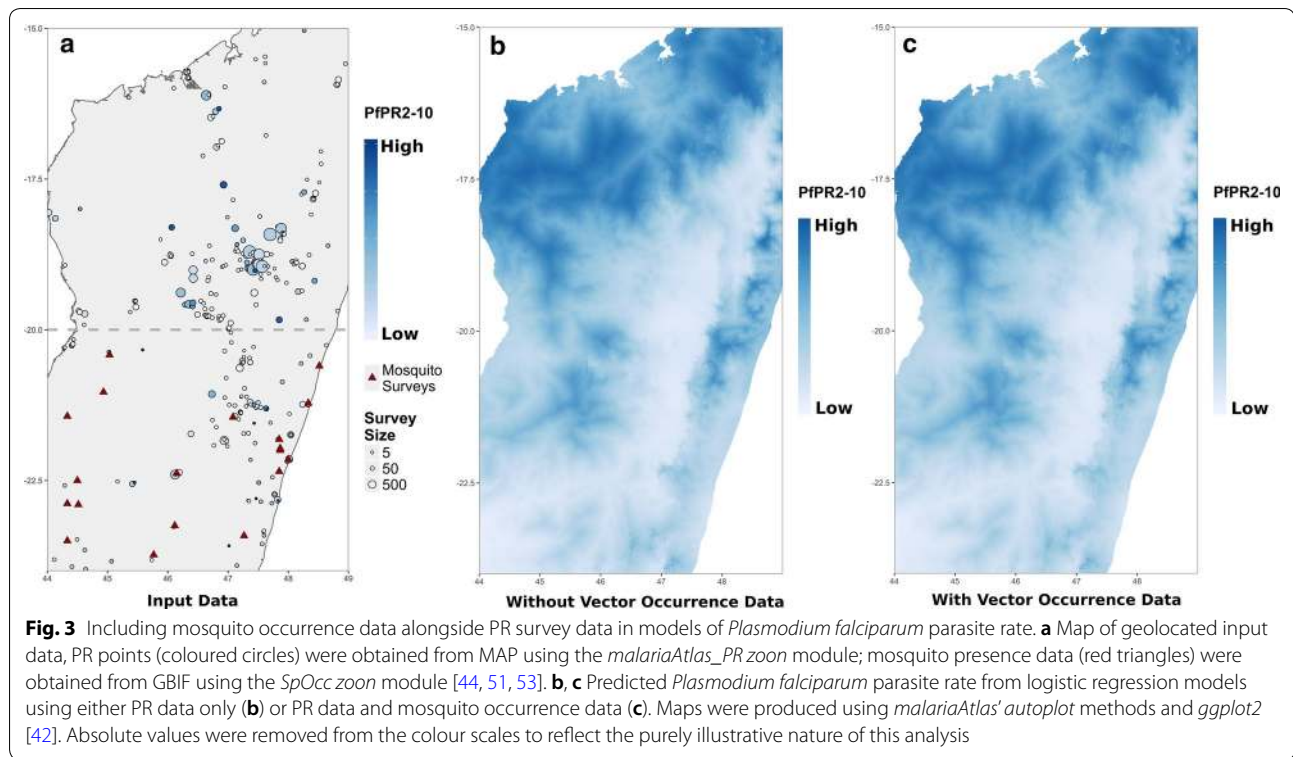 a
-15.0
-17.5
-20.0
-22.5
44 45 46 47 48 49
Input Data
PfPR2-10
High
Low
Mosquito
Surveys
Survey
Size
5
50
500
b
-15.0
-17.5
-20.0
-22.5
44 45 46 47 48
Without Vector Occurrence Data
PfPR2-10
High
Low
c
-15.0
-17.5
-20.0
-22.5
44 45 46 47 48
With Vector Occurrence Data
PfPR2-10
High
Low
Fig. 3 Including mosquito occurrence data alongside PR survey data in models of Plasmodium falciparum parasite rate. a Map of geolocated input
data, PR points (coloured circles) were obtained from MAP using the malariaAtlas_PR zoon module; mosquito presence data (red triangles) were
obtained from GBIF using the SpOcc zoon module [44, 51, 53]. b, c Predicted Plasmodium falciparum parasite rate from logistic regression models
using either PR data only (b) or PR data and mosquito occurrence data (c). Maps were produced using malariaAtlas' autoplot methods and ggplot2
[42]. Absolute values were removed from the colour scales to reflect the purely illustrative nature of this analysis